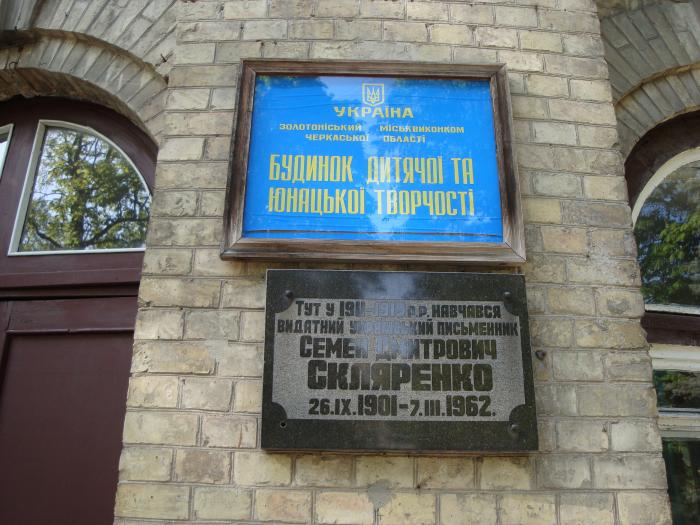 УКРАЇНА
ЗОЛОТОНІСЬКИЙ МІСЬКВИКОНКОМ
ЧЕРКАСЬКОЇ ОБЛАСТІ
БУДИНОК ДИТЯЧОЇ ТА
ЮНАЦЬКОЇ ТВОРЧОСТІ
ТУТ У Р.Р. НАВЧАВСЯ
ВИДАТНИЙ УКРАЇНСЬКИЙ ПИСЬМЕННИК
СЕМЕН ДМИТРОВИЧ
СКЛЯРЕНКО
26.IX.1901-7.III.1962.